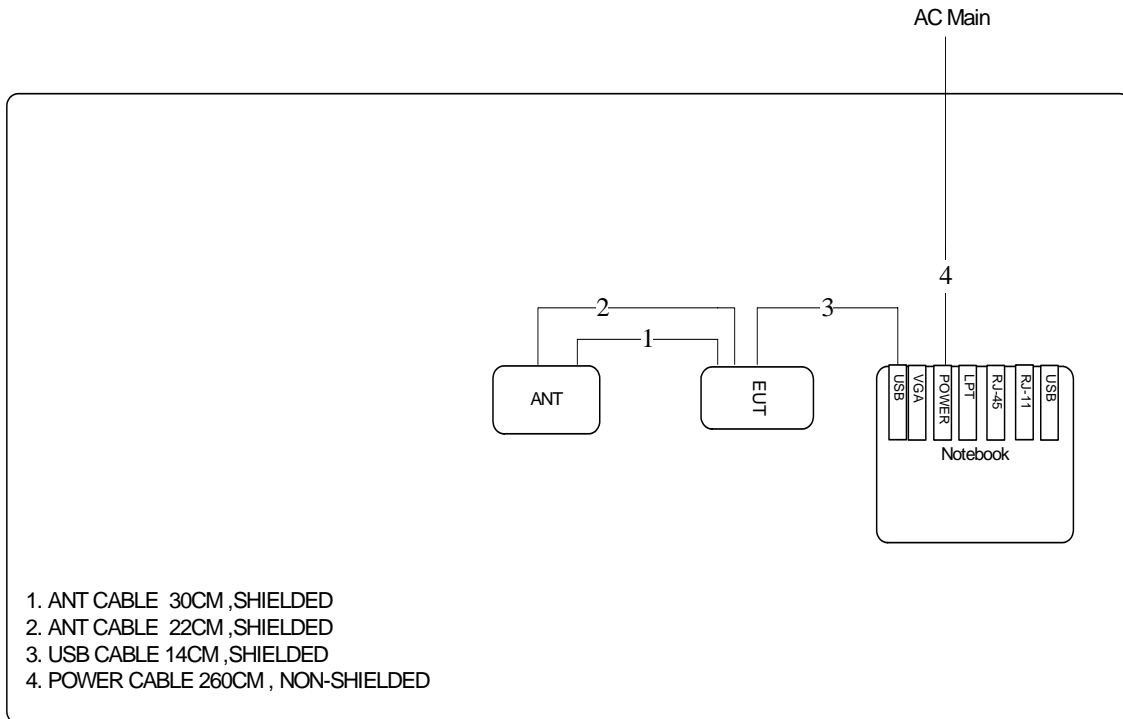 AC Main
4
2
3
1
ANT
EUT
USB
VGA
POWER
LPT
RJ-45
RJ-11
USB
Notebook
1. ANT CABLE 30CM ,SHIELDED
2. ANT CABLE 22CM ,SHIELDED
3. USB CABLE 14CM ,SHIELDED
4. POWER CABLE 260CM , NON-SHIELDED